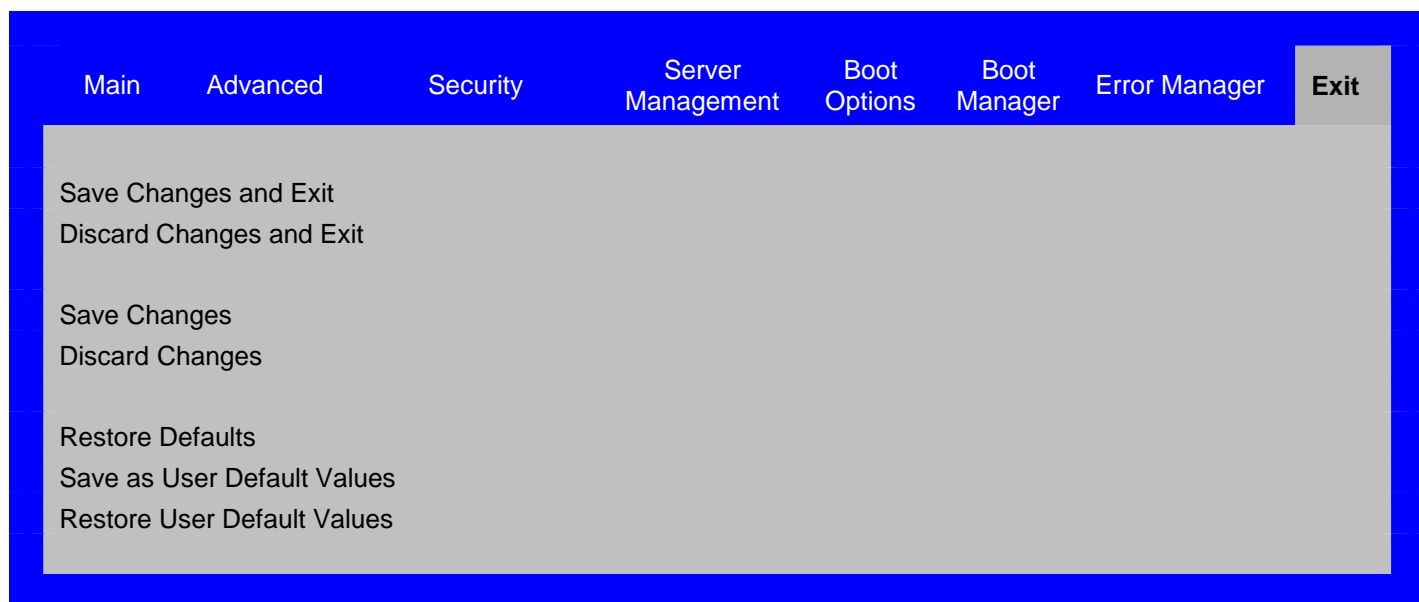 Main Advanced Security Server Management Boot Options Boot Manager Error Manager Exit
Save Changes and Exit
Discard Changes and Exit
Save Changes
Discard Changes
Restore Defaults
Save as User Default Values
Restore User Default Values